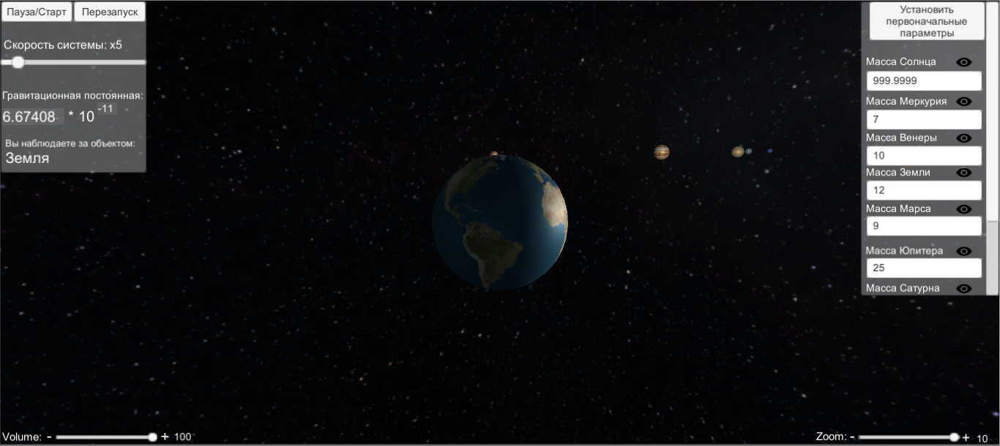 Пауза/Старт
Перезапуск
Скорость системы: x5
Гравитационная постоянная:
6.67408 * 10 -11
Вы наблюдаете за объектом:
Земля
Установить
первоначальные
параметры
Масса Солнца
999.9999
Масса Меркурия
7
Масса Венеры
10
Масса Земли
12
Масса Марса
9
Масса Юпитера
25
Масса Сатурна
Volume: - + 100
Zoom: - + 10